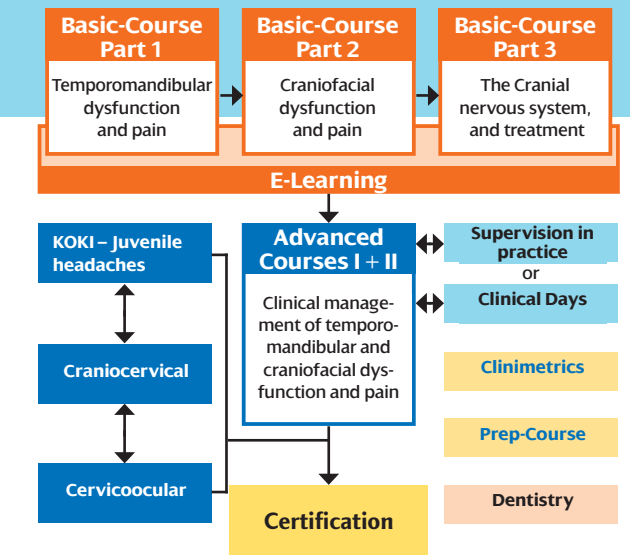 Basic-Course
Part 1
Temporomandibular
dysfunction
and pain
Basic-Course
Part 2
Craniofacial
dysfunction
and pain
Basic-Course
Part 3
The Cranial
nervous system,
and treatment
E-Learning
KOKI – Juvenile
headaches
Craniocervical
Cervicoocular
Advanced
Courses I + II
Clinical manage-
ment of temporo-
mandibular and
craniofacial dys-
function and pain
Supervision in
practice
or
Clinical Days
Clinimetrics
Prep-Course
Dentistry
Certification